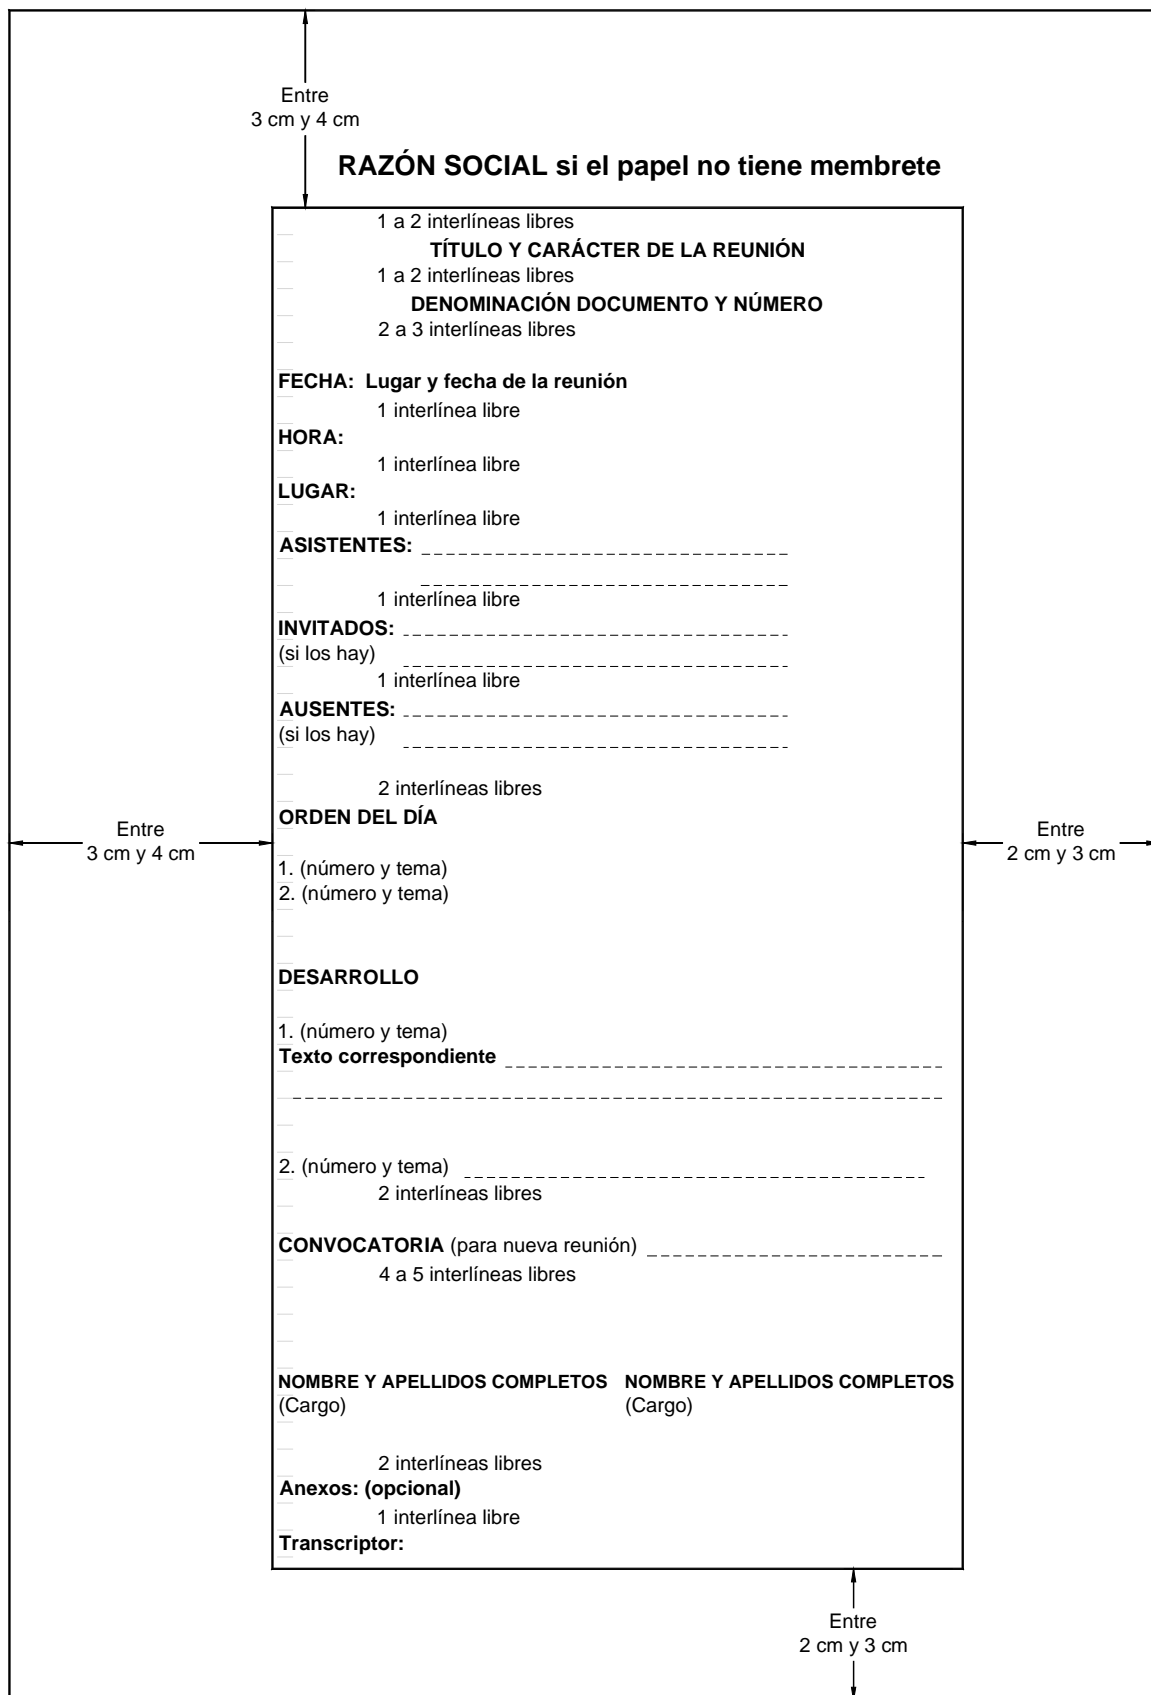 Entre
3 cm y 4 cm
RAZÓN SOCIAL si el papel no tiene membrete
1 a 2 interlíneas libres
TÍTULO Y CARÁCTER DE LA REUNIÓN
1 a 2 interlíneas libres
DENOMINACIÓN DOCUMENTO Y NÚMERO
2 a 3 interlíneas libres
FECHA: Lugar y fecha de la reunión
1 interlínea libre
HORA:
1 interlínea libre
LUGAR:
1 interlínea libre
ASISTENTES:
1 interlínea libre
INVITADOS:
(si los hay)
1 interlínea libre
AUSENTES:
(si los hay)
2 interlíneas libres
ORDEN DEL DÍA
Entre
3 cm y 4 cm
Entre
2 cm y 3 cm
1. (número y tema)
2. (número y tema)
DESARROLLO
1. (número y tema)
Texto correspondiente
2. (número y tema)
2 interlíneas libres
CONVOCATORIA (para nueva reunión)
4 a 5 interlíneas libres
NOMBRE Y APELLIDOS COMPLETOS NOMBRE Y APELLIDOS COMPLETOS
(Cargo) (Cargo)
2 interlíneas libres
Anexos: (opcional)
1 interlínea libre
Transcriptor:
Entre
2 cm y 3 cm